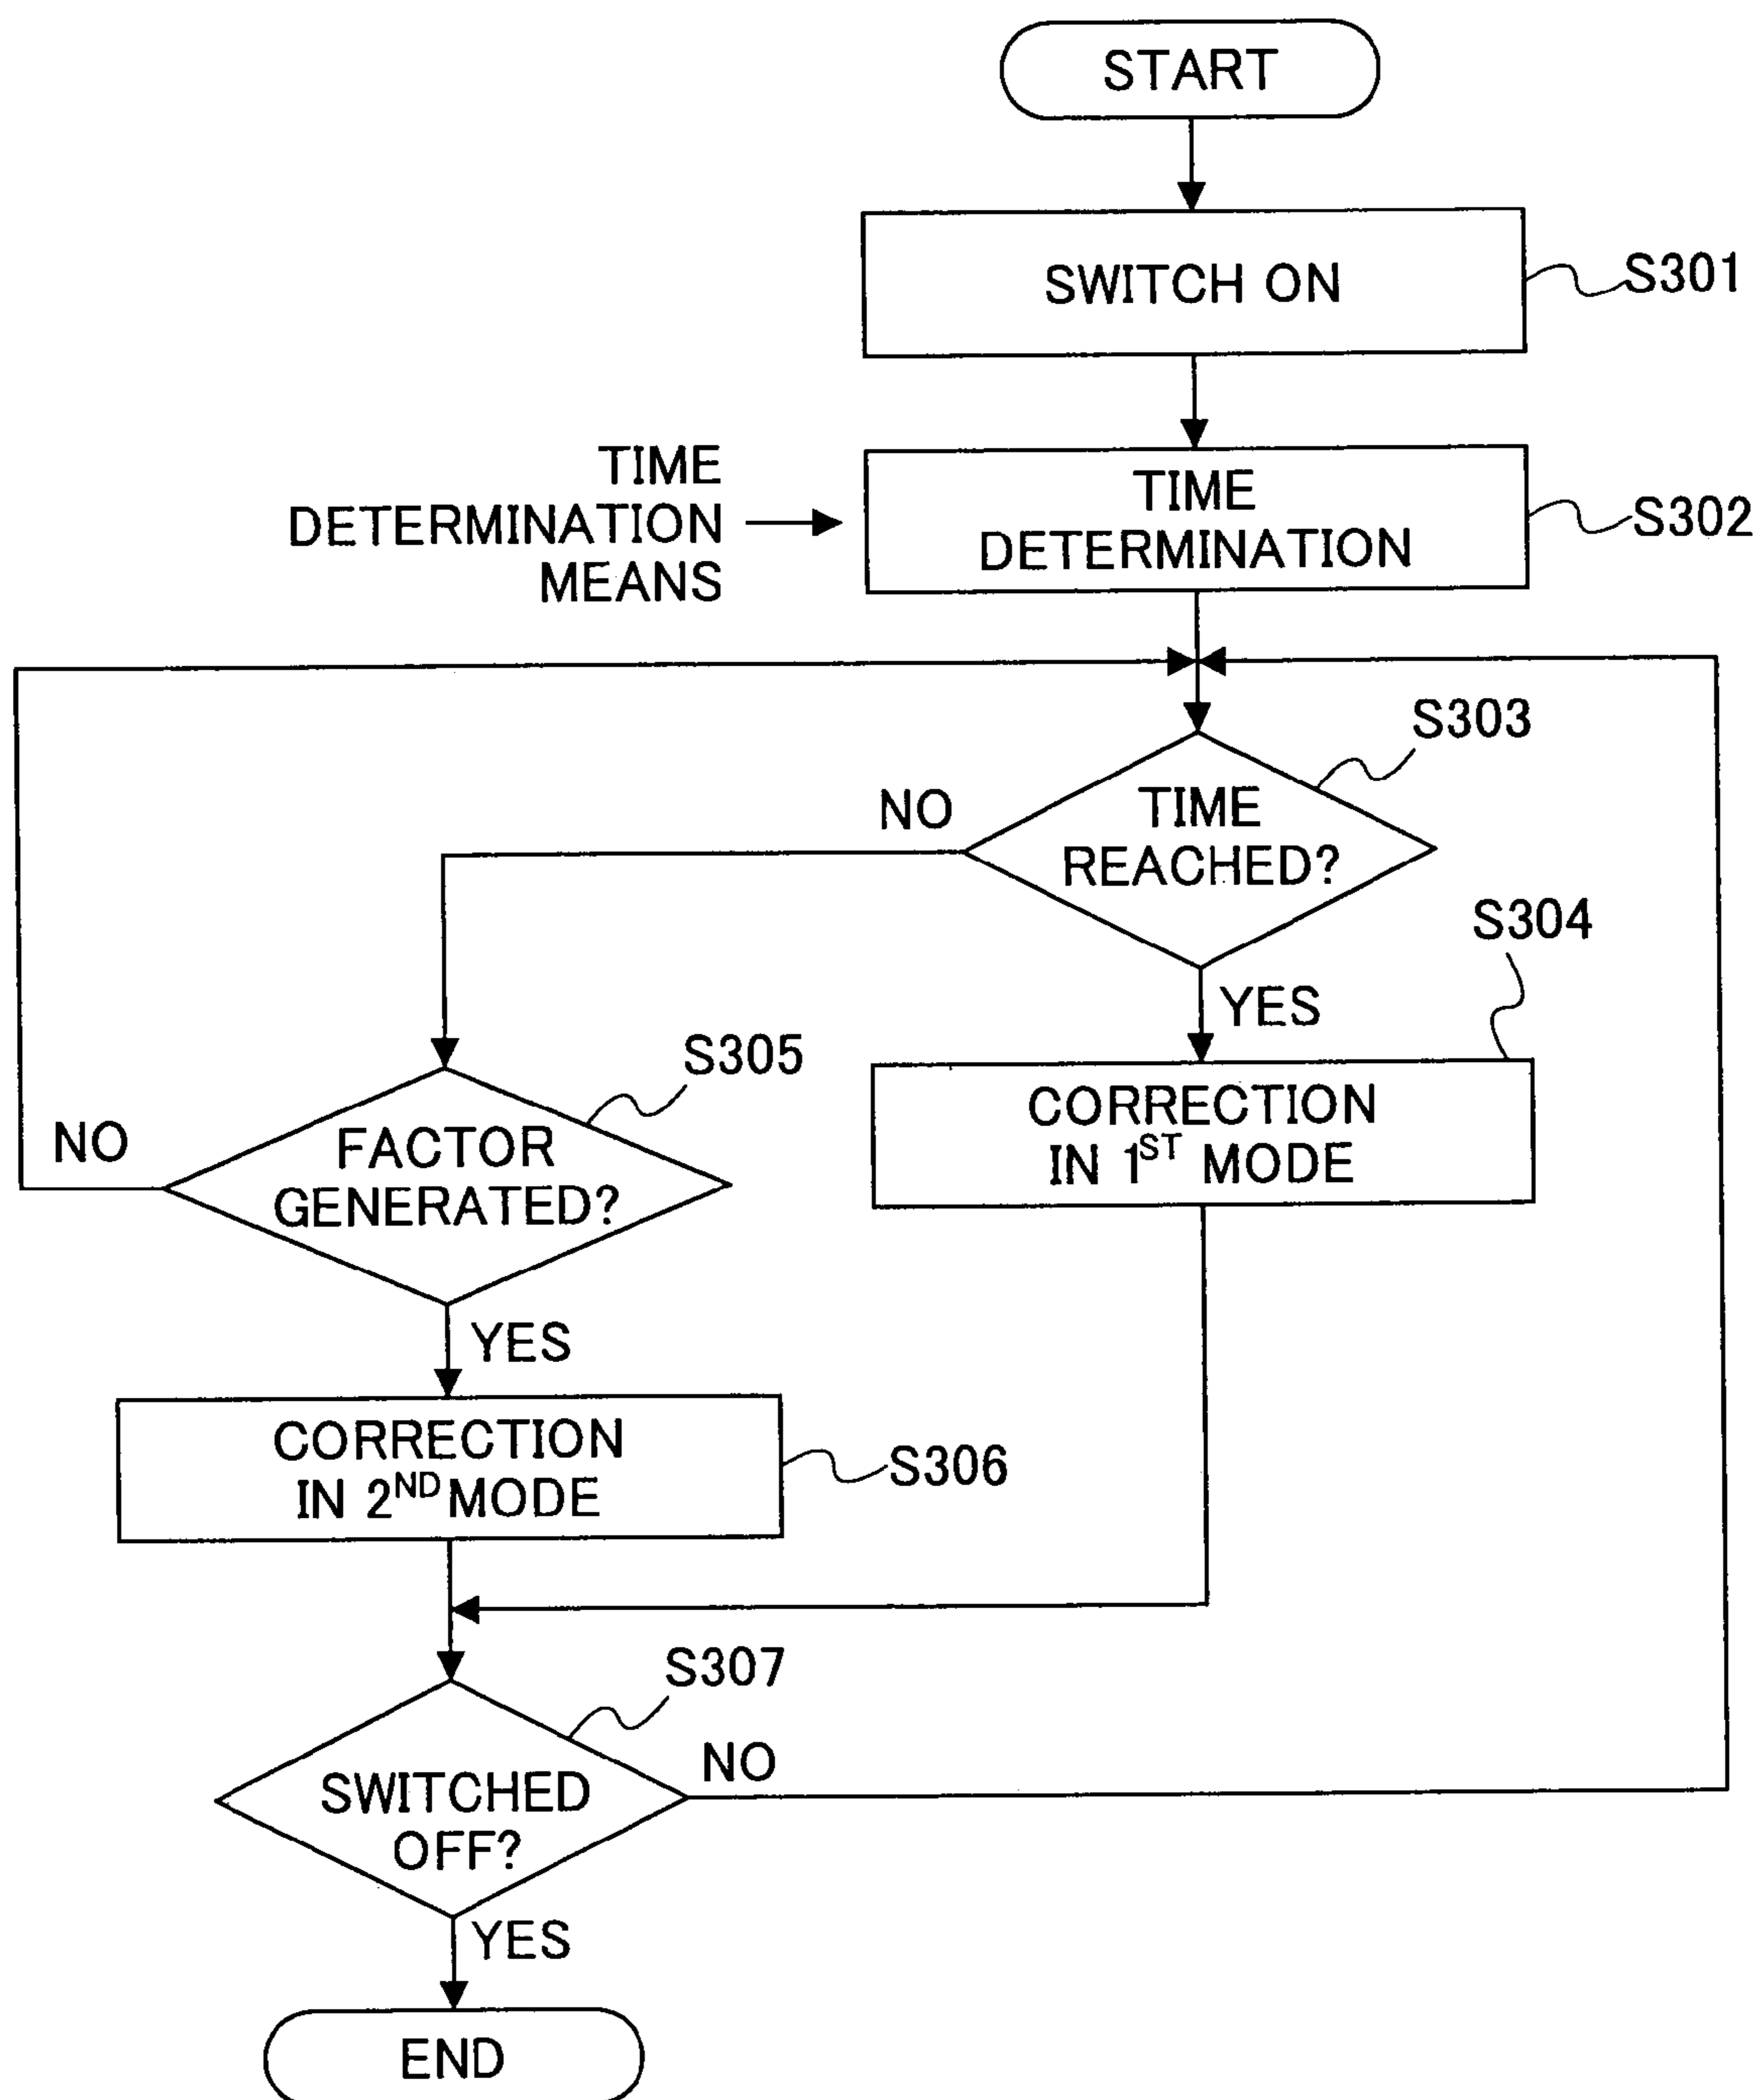 START
SWITCH ON
S301
TIME
DETERMINATION
MEANS
TIME
DETERMINATION
S302
S303
TIME
REACHED?
NO
YES
S304
CORRECTION
IN 1ST MODE
S305
FACTOR
GENERATED?
NO
YES
CORRECTION
IN 2ND MODE
S306
S307
SWITCHED
OFF?
NO
YES
END